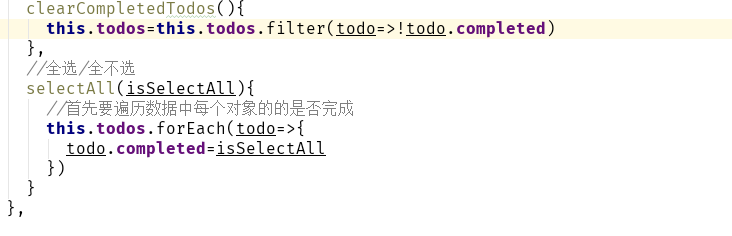 clearCompletedTodos(){
this.todos=this.todos.filter(todo=>!todo.completed)
},
//全选/全不选
selectAll(isSelectAll){
//首先要遍历数据中每个对象的的是否完成
this.todos.forEach(todo=>{
todo.completed=isSelectAll
})
}
},